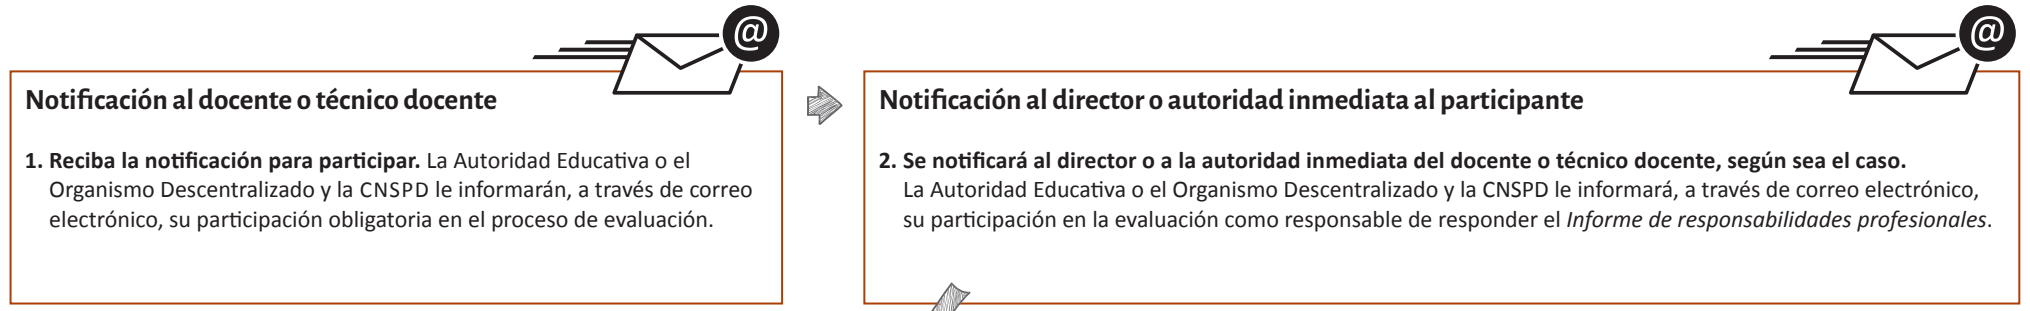 @
Notificación al docente o técnico docente
1. Reciba la notificación para participar. La Autoridad Educativa o el
Organismo Descentralizado y la CNSPD le informarán, a través de correo
electrónico, su participación obligatoria en el proceso de evaluación.
@
Notificación al director o autoridad inmediata al participante
2. Se notificará al director o a la autoridad inmediata del docente o técnico docente, según sea el caso.
La Autoridad Educativa o el Organismo Descentralizado y la CNSPD le informará, a través de correo electrónico,
su participación en la evaluación como responsable de responder el Informe de responsabilidades profesionales.